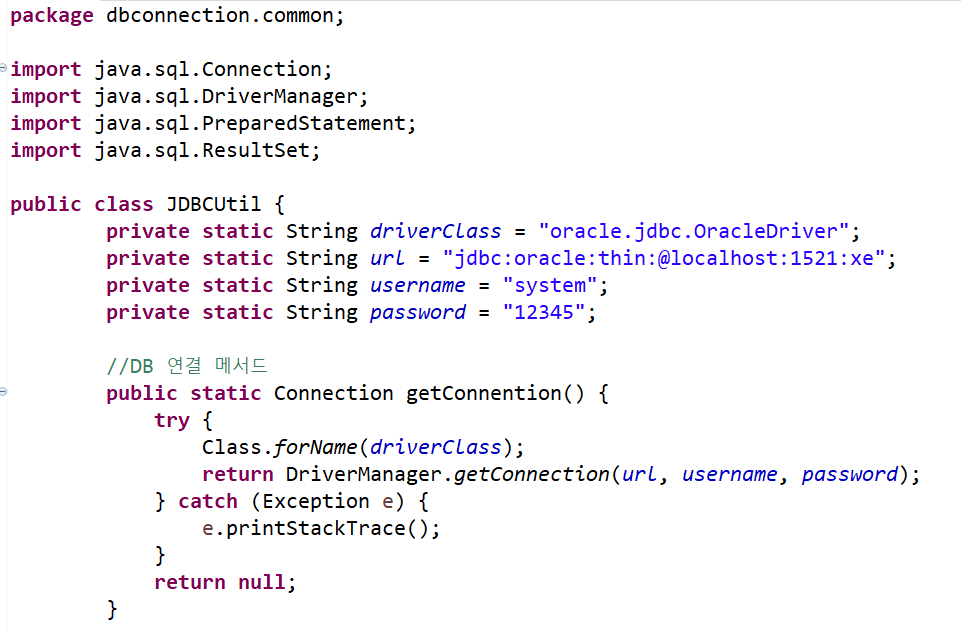 package dbconnection.common;
import java.sql.Connection;
import java.sql.DriverManager;
import java.sql.PreparedStatement;
import java.sql.ResultSet;
public class JDBCUtil {
private static String driverClass = "oracle.jdbc.OracleDriver";
private static String url = "jdbc:oracle:thin:@localhost:1521:xe";
private static String username = "system";
private static String password = "12345";
//DB 연결 메서드
public static Connection getConnention() {
try {
Class.forName(driverClass);
return DriverManager.getConnection(url, username, password);
} catch (Exception e) {
e.printStackTrace();
}
return null;
}